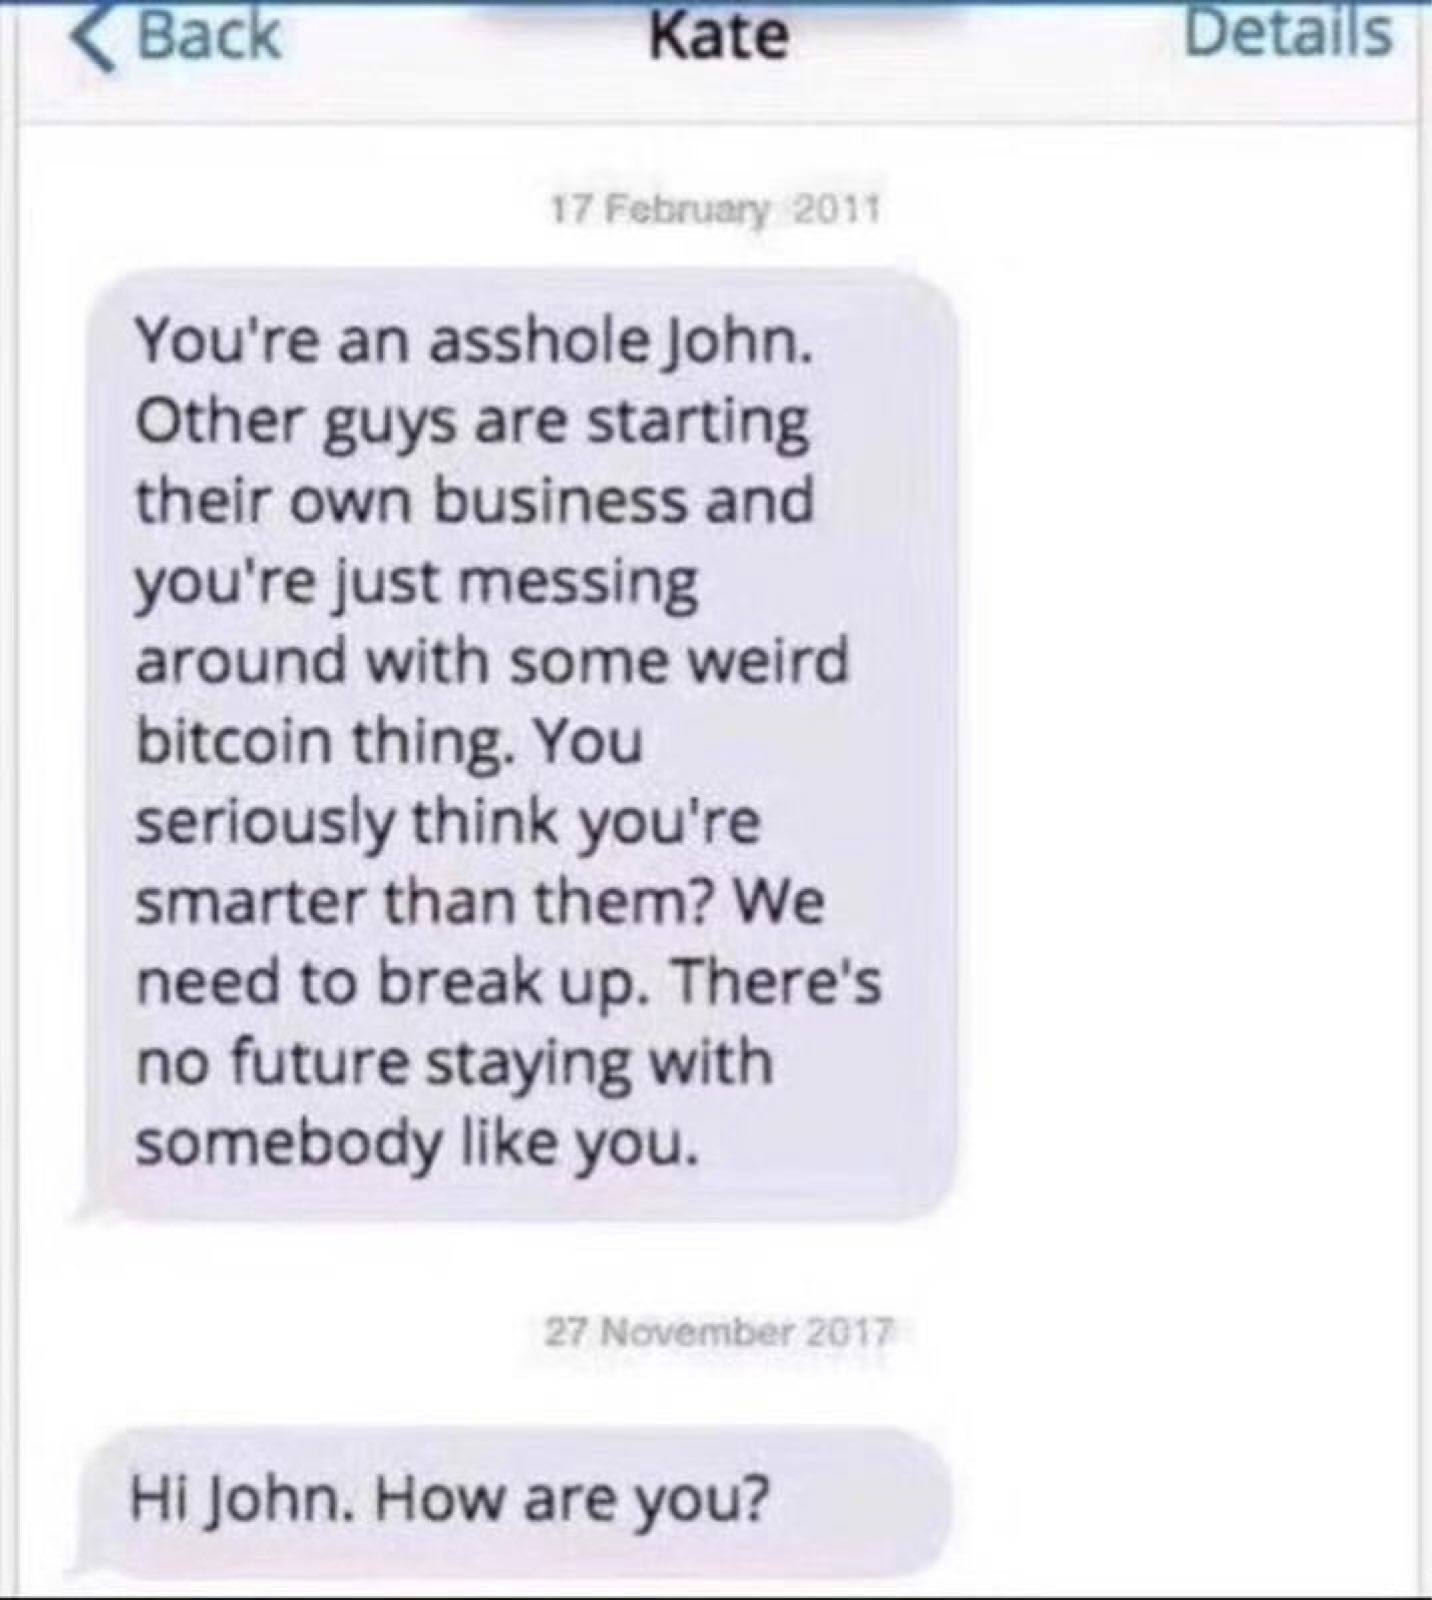 Back
Kate
Details
17 February 2011
You're an asshole John.
Other guys are starting
their own business and
you're just messing
around with some weird
bitcoin thing. You
seriously think you're
smarter than them? We
need to break up. There's
no future staying with
somebody like you.
27 November 2017
Hi John. How are you?